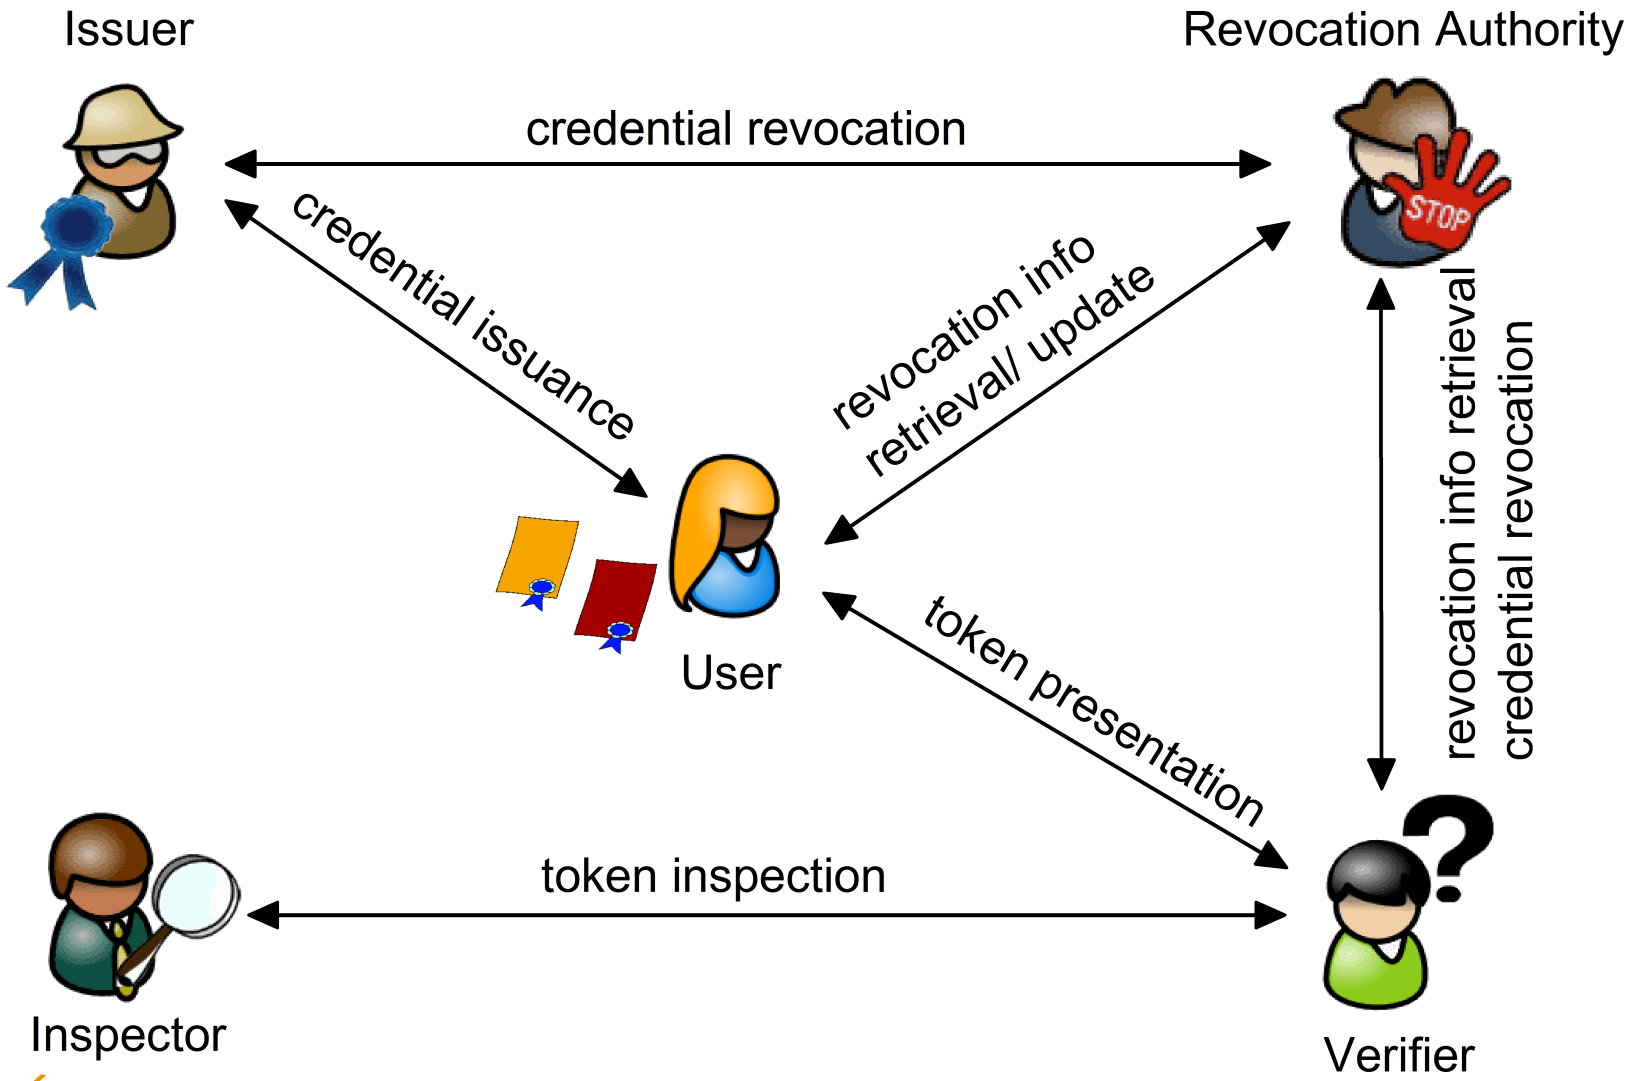 Issuer
Revocation Authority
credential revocation
STOP
credential issuance
revocation info
retrieval/ update
revocation info retrieval
credential revocation
User
token presentation
token inspection
Inspector
Verifier